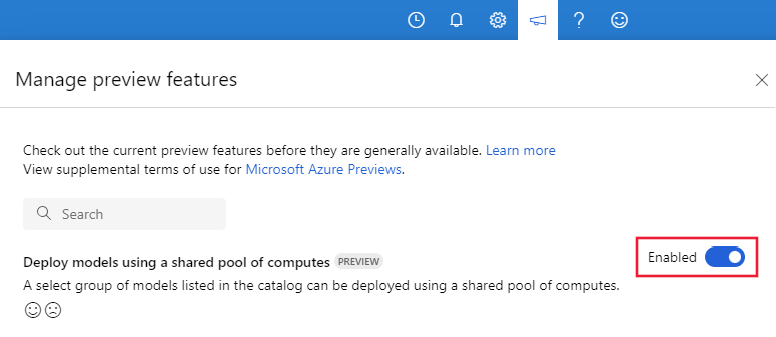 Manage preview features
Check out the current preview features before they are generally available. Learn more
View supplemental terms of use for Microsoft Azure Previews.
Search
Enabled
Deploy models using a shared pool of computes PREVIEW
A select group of models listed in the catalog can be deployed using a shared pool of computes.